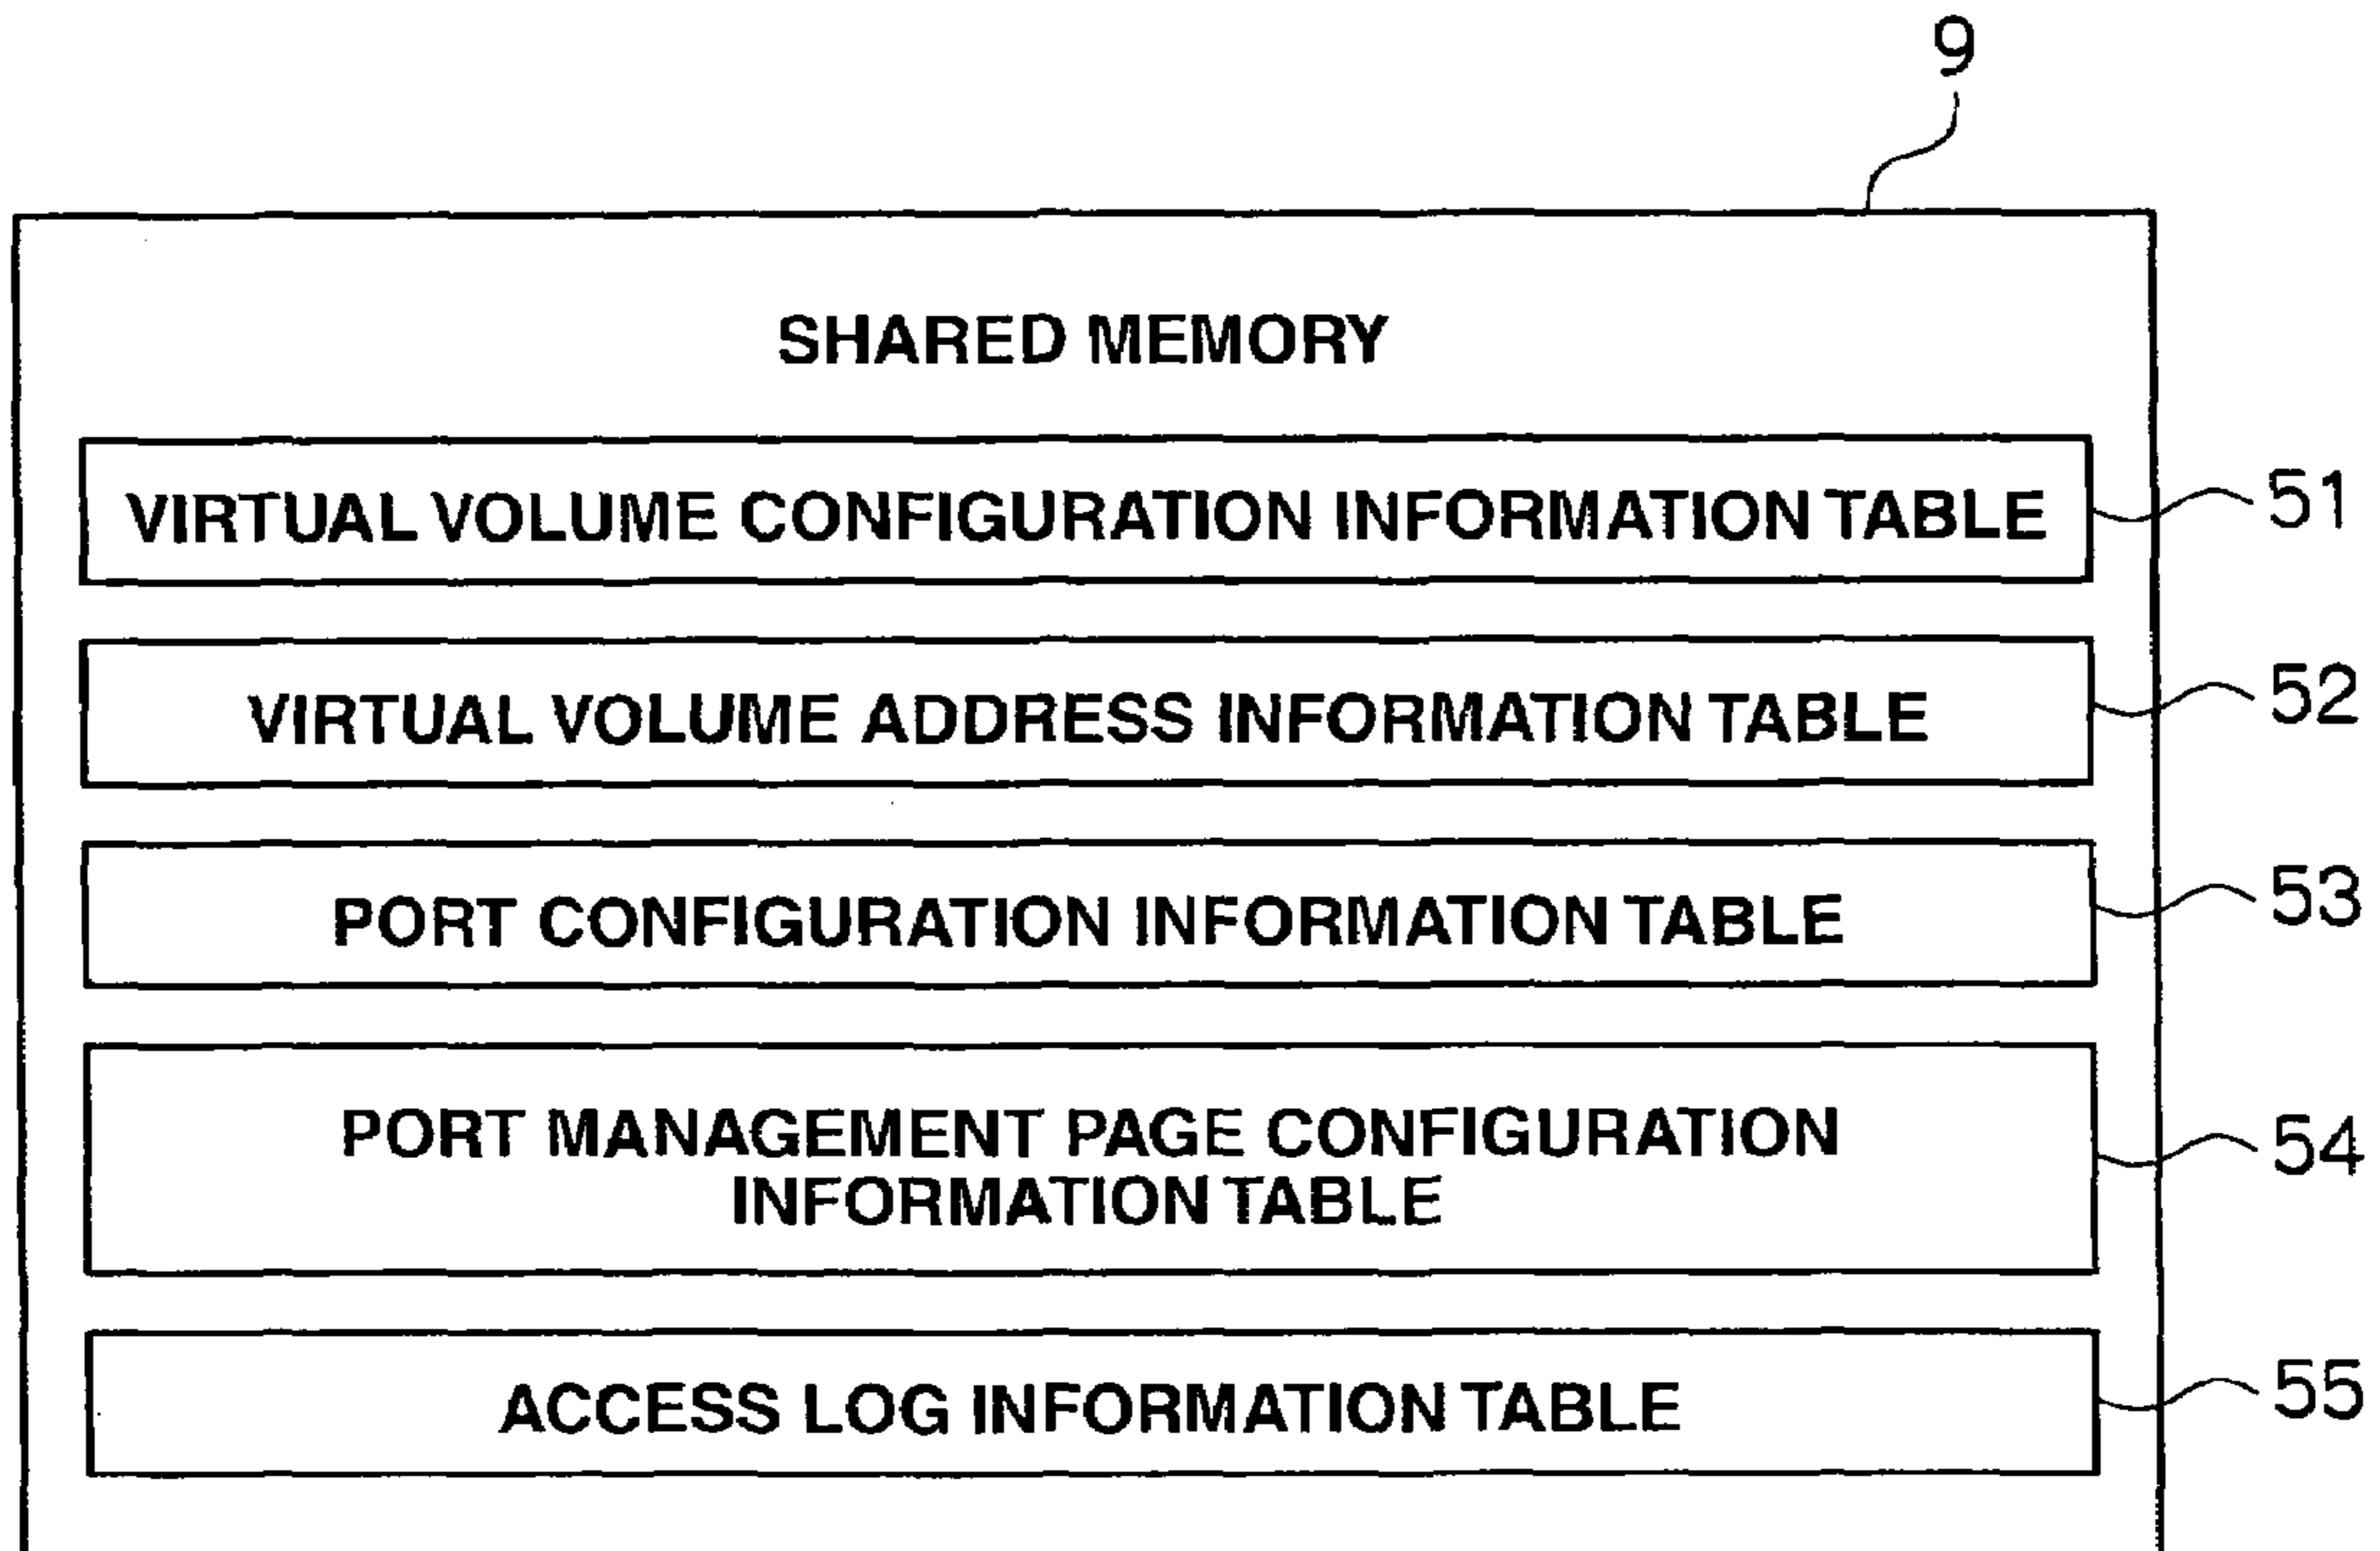 9
SHARED MEMORY
VIRTUAL VOLUME CONFIGURATION INFORMATION TABLE
51
VIRTUAL VOLUME ADDRESS INFORMATION TABLE
52
PORT CONFIGURATION INFORMATION TABLE
53
PORT MANAGEMENT PAGE CONFIGURATION
INFORMATION TABLE
54
ACCESS LOG INFORMATION TABLE
55